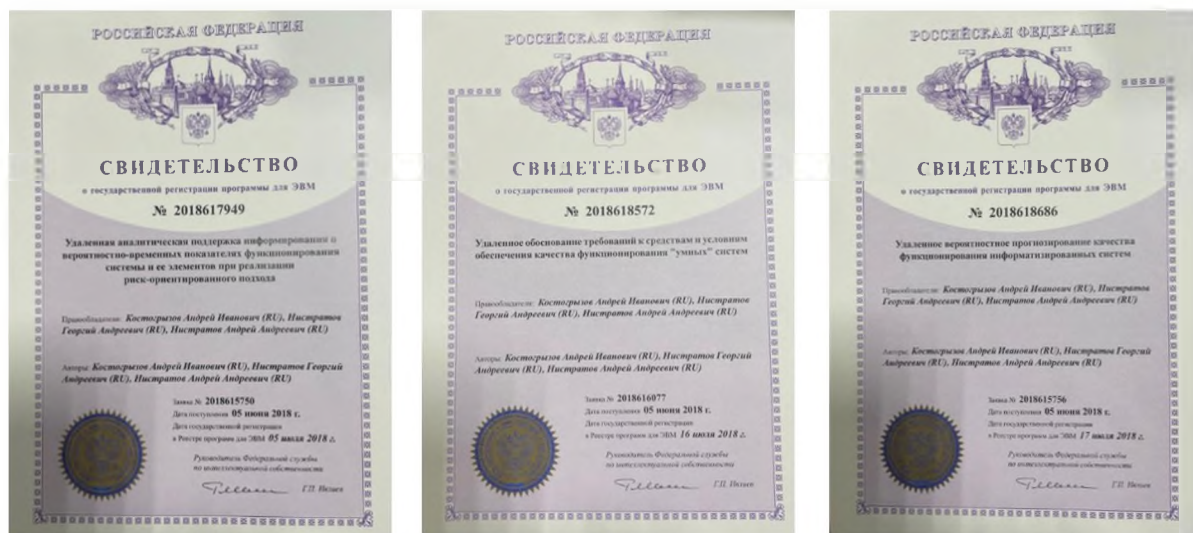 РОССИЙСКАЯ ФЕДЕРАЦИЯ
СВИДЕТЕЛЬСТВО
о государственной регистрации программы для ЭВМ
№ 2018617949
Удаленная аналитическая поддержка информирования о
вероятностно-временных показателях функционирования
системы и ее элементов при реализации
риск-ориентированного подхода
Правообладатели: Костогрызов Андрей Иванович (RU), Нистратов
Георгий Андреевич (RU), Нистратов Андрей Андреевич (RU)
Авторы: Костогрызов Андрей Иванович (RU), Нистратов Георгий
Андреевич (RU), Нистратов Андрей Андреевич (RU)
Заявка № 2018615750
Дата поступления 05 июня 2018 г.
Дата государственной регистрации
в Реестре программ для ЭВМ 05 июля 2018 г.
Руководитель Федеральной службы
по интеллектуальной собственности
Г.П. Ивлиев
РОССИЙСКАЯ ФЕДЕРАЦИЯ
СВИДЕТЕЛЬСТВО
о государственной регистрации программы для ЭВМ
№ 2018618572
Удаленное обоснование требований к средствам и условиям
обеспечения качества функционирования "умных" систем
Правообладатели: Костогрызов Андрей Иванович (RU), Нистратов
Георгий Андреевич (RU), Нистратов Андрей Андреевич (RU)
Авторы: Костогрызов Андрей Иванович (RU), Нистратов Георгий
Андреевич (RU), Нистратов Андрей Андреевич (RU)
Заявка № 2018616077
Дата поступления 05 июня 2018 г.
Дата государственной регистрации
в Реестре программ для ЭВМ 16 июля 2018 г.
Руководитель Федеральной службы
по интеллектуальной собственности
Г.П. Ивлиев
РОССИЙСКАЯ ФЕДЕРАЦИЯ
СВИДЕТЕЛЬСТВО
о государственной регистрации программы для ЭВМ
№ 2018618686
Удаленное вероятностное прогнозирование качества
функционирования информатизированных систем
Правообладатели: Костогрызов Андрей Иванович (RU), Нистратов
Георгий Андреевич (RU), Нистратов Андрей Андреевич (RU)
Авторы: Костогрызов Андрей Иванович (RU), Нистратов Георгий
Андреевич (RU), Нистратов Андрей Андреевич (RU)
Заявка № 2018615756
Дата поступления 05 июня 2018 г.
Дата государственной регистрации
в Реестре программ для ЭВМ 17 июля 2018 г.
Руководитель Федеральной службы
по интеллектуальной собственности
Г.П. Ивлиев